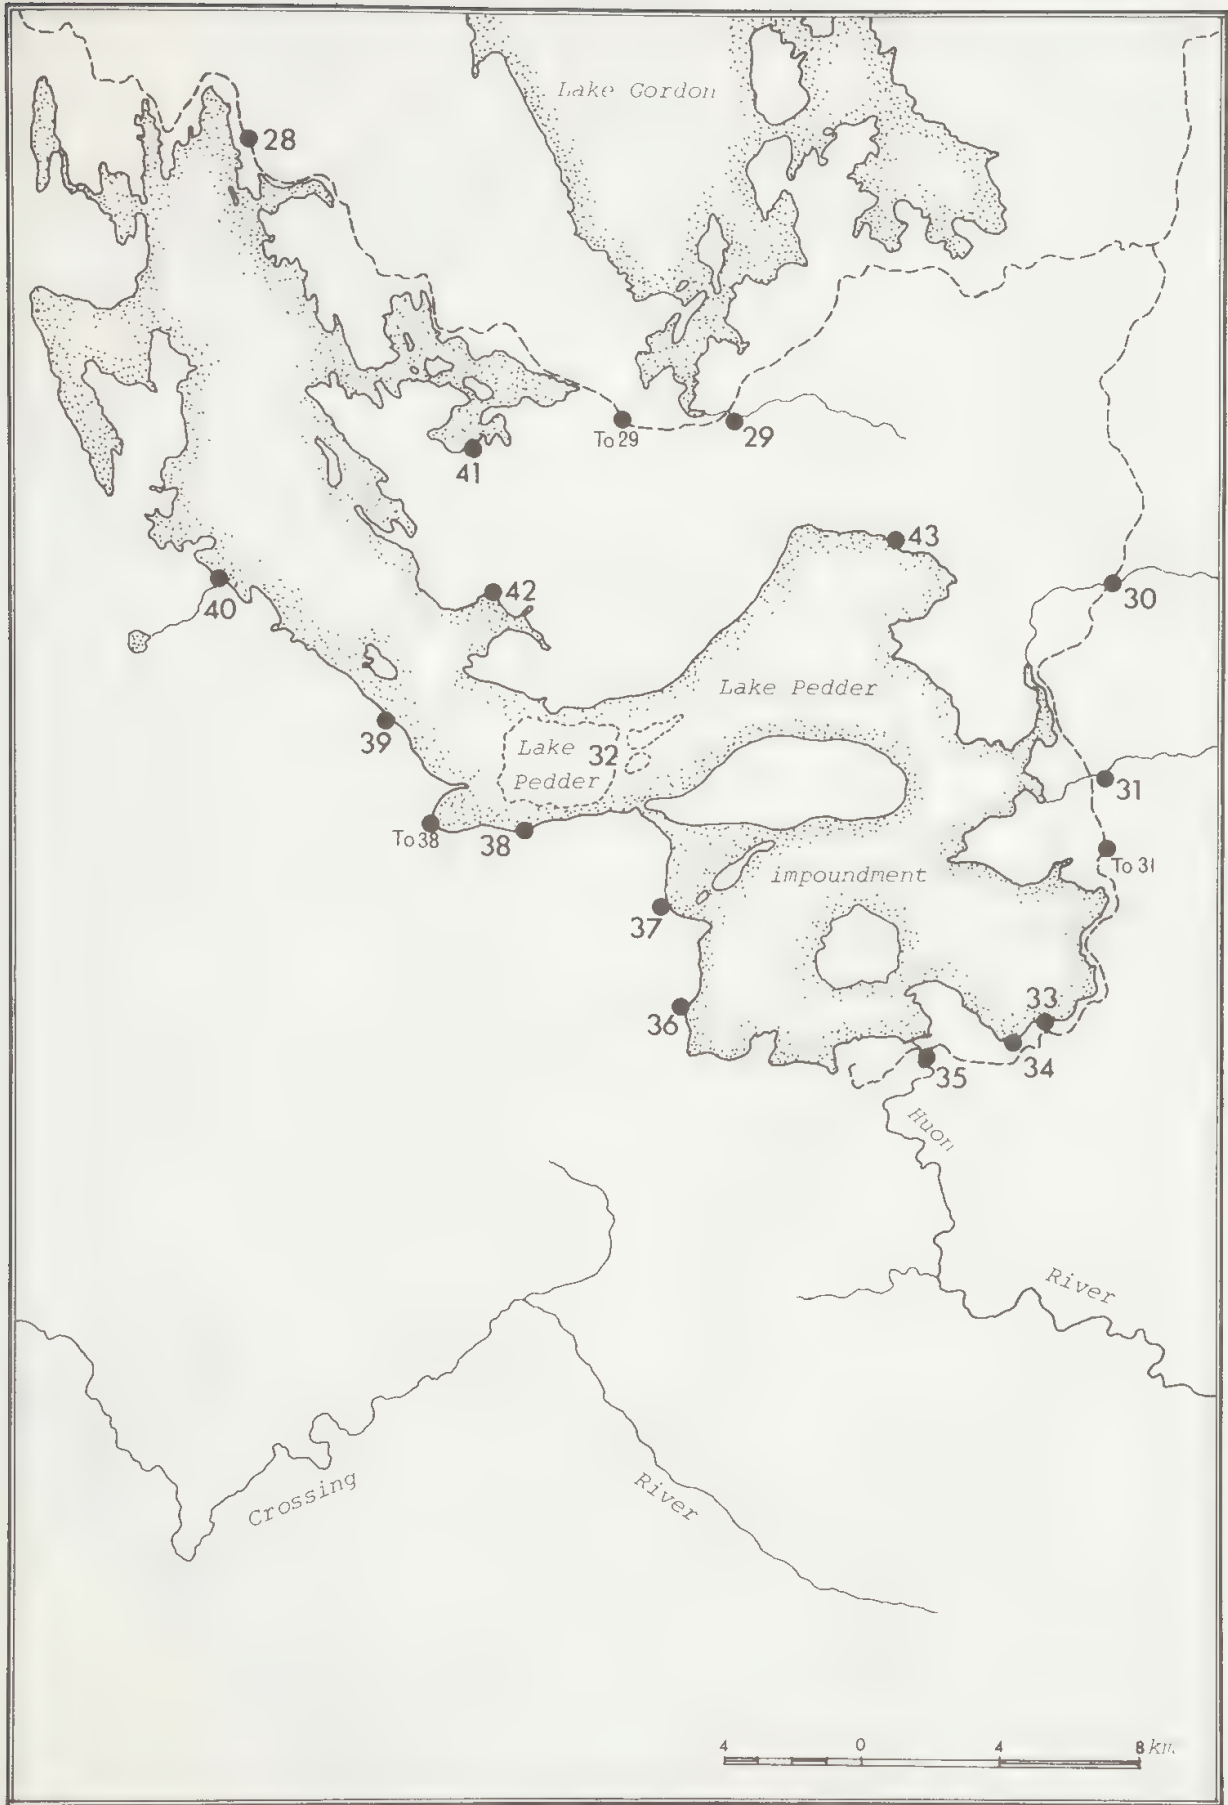 Lake Gordon
28
To 29
29
41
43
42
30
40
Lake Pedder
39
Lake
Pedder
32
31
To 38
38
To 31
impoundment
37
33
36
34
35
Huon
River
Crossing
River
4 0 4 8 km.